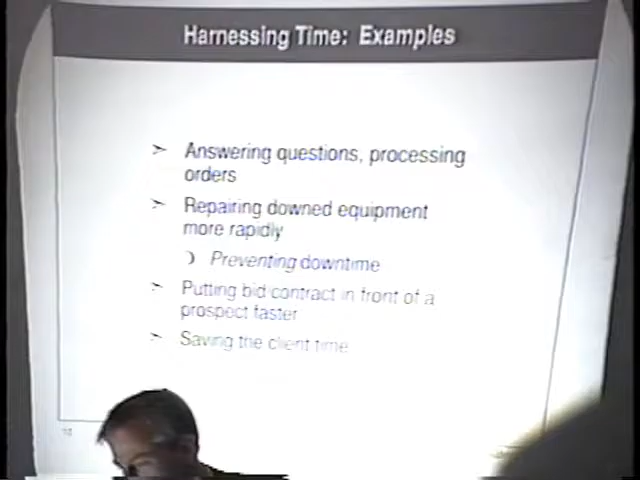 Harnessing Time: Examples
➢ Answering questions, processing
orders
➢ Repairing downed equipment
more rapidly
Preventing downtime
➢ Putting bid contract in front of a
prospect faster
➢ Saving the client time